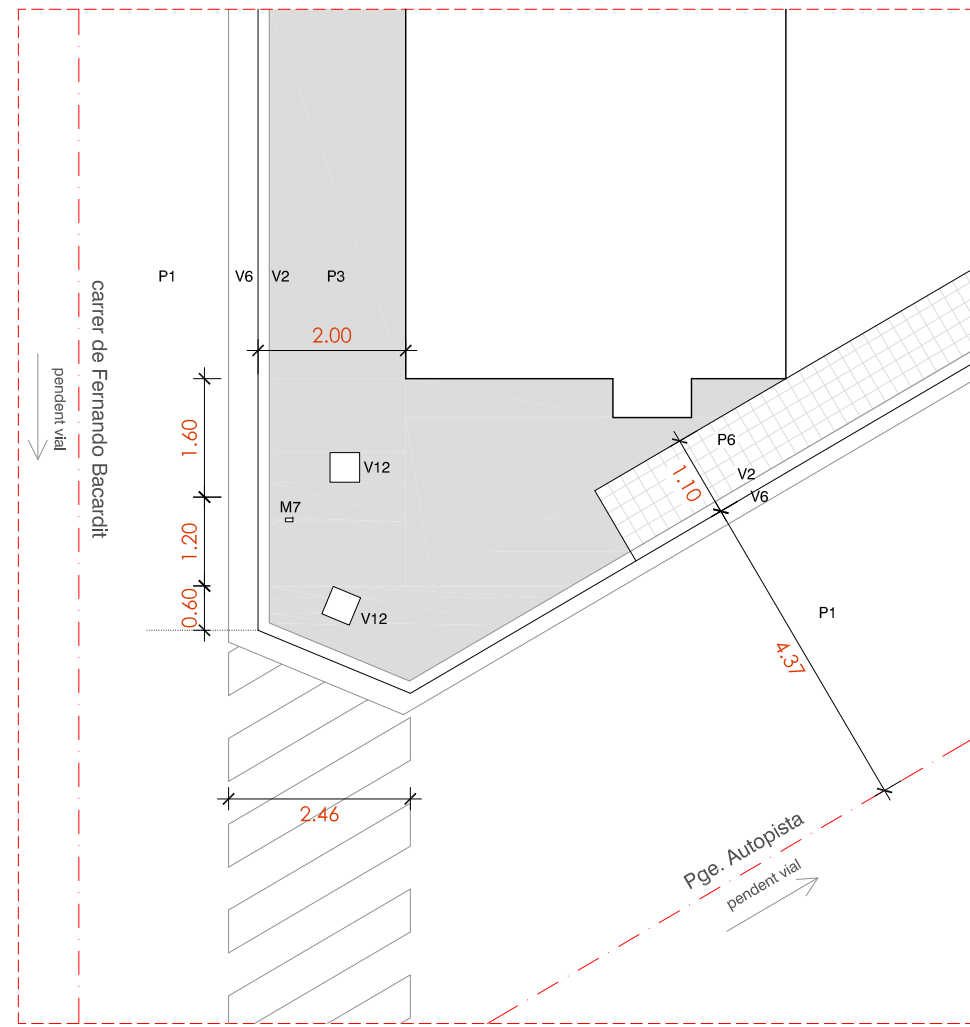 P1
V6
V2
P3
carrer de Fernando Bacardit
pendent vial
2.00
1.60
V12
M7
1.20
0.60
V12
P6
V2
V6
1.10
P1
4.37
2.46
Pge. Autopista
pendent vial